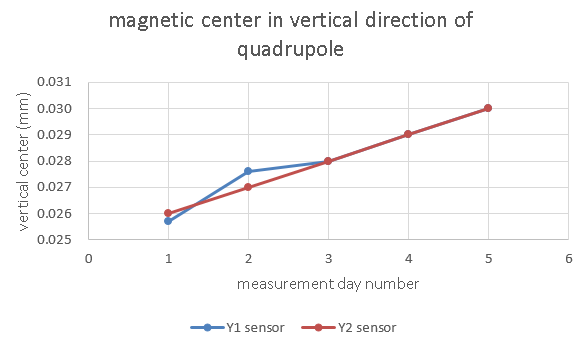 magnetic center in vertical direction of
quadrupole
vertical center (mm)
0.031
0.030
0.029
0.028
0.027
0.026
0.025
0 1 2 3 4 5 6
measurement day number
Y1 sensor Y2 sensor